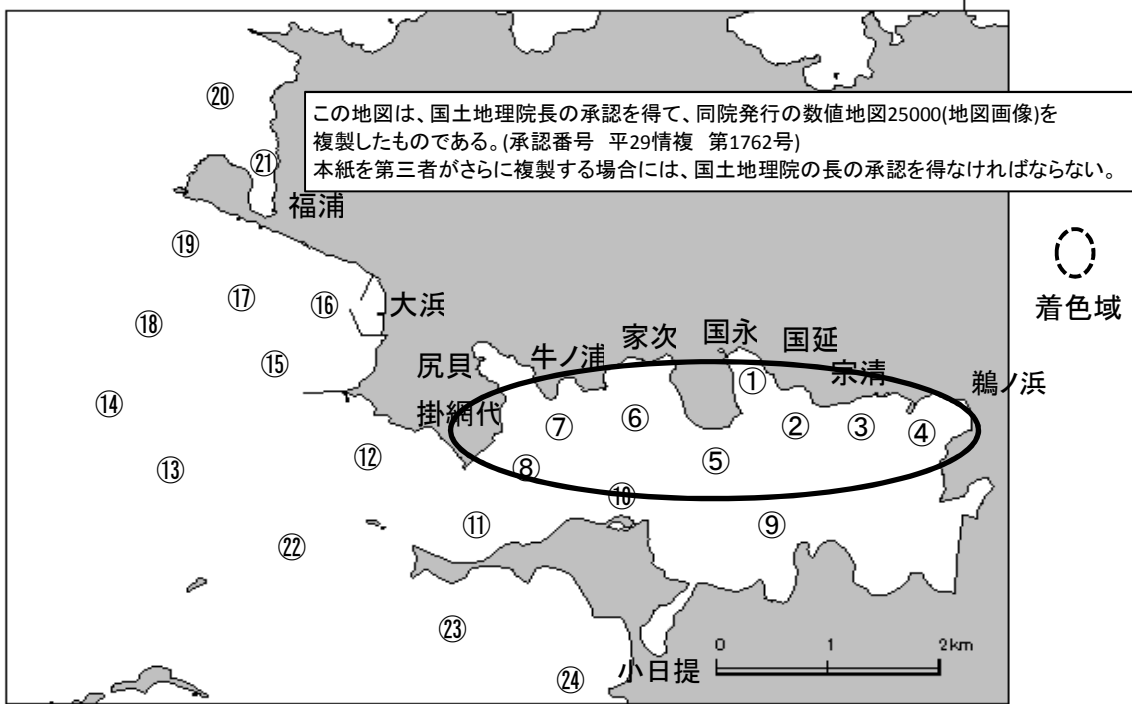 ⑳
この地図は、国土地理院長の承認を得て、同院発行の数値地図25000(地図画像)を
複製したものである。(承認番号　平29情複　第1762号)
本紙を第三者がさらに複製する場合には、国土地理院の長の承認を得なければならない。
㉑
福浦
⑲
着色域
⑰
⑯
大浜
⑱
家次
国永
国延
牛ノ浦
尻貝
⑮
宗清
鵜ノ浜
①
⑭
掛網代
⑦
⑥
②
③
④
⑫
⑬
⑧
⑤
⑩
⑪
⑨
㉒
㉓
0 1 2km
小日提
㉔